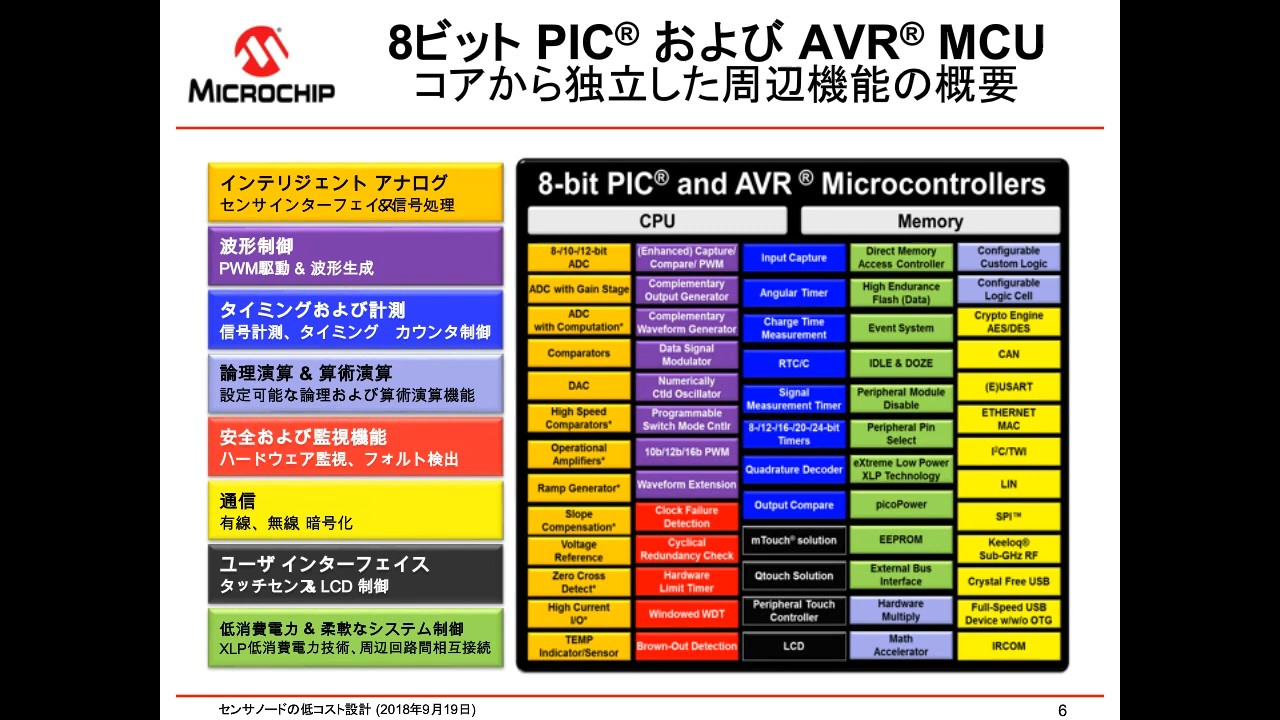 MICROCHIP
8ビット PIC® および AVR® MCU
コアから独立した周辺機能の概要
インテリジェント アナログ
センサインターフェイス&信号処理
波形制御
PWM駆動 & 波形生成
タイミングおよび計測
信号計測、タイミング カウンタ制御
論理演算 & 算術演算
設定可能な論理および算術演算機能
安全および監視機能
ハードウェア監視、フォルト検出
通信
有線、無線 暗号化
ユーザ インターフェイス
タッチセンス& LCD 制御
低消費電力 & 柔軟なシステム制御
XLP低消費電力技術、周辺回路間相互接続
8-bit PIC® and AVR ® Microcontrollers
CPU
Memory
8-/10-/12-bit
ADC
ADC with Gain Stage
ADC
with Computation*
Comparators
DAC
High Speed
Comparators*
Operational
Amplifiers*
Ramp Generator*
Slope
Compensation*
Voltage
Reference
Zero Cross
Detect*
High Current
I/O*
TEMP
Indicator/Sensor
(Enhanced) Capture/
Compare/ PWM
Complementary
Output Generator
Complementary
Waveform Generator
Data Signal
Modulator
Numerically
Ctld Oscillator
Programmable
Switch Mode Cntlr
10b/12b/16b PWM
Waveform Extension
Clock Failure
Detection
Cyclical
Redundancy Check
Hardware
Limit Timer
Windowed WDT
Brown-Out Detection
Input Capture
Angular Timer
Charge Time
Measurement
RTC/C
Signal
Measurement Timer
8-/12-/16-/20-/24-bit
Timers
Quadrature Decoder
Output Compare
mTouch® solution
Qtouch Solution
Peripheral Touch
Controller
LCD
Direct Memory
Access Controller
High Endurance
Flash (Data)
Event System
IDLE & DOZE
Peripheral Module
Disable
Peripheral Pin
Select
eXtreme Low Power
XLP Technology
picoPower
EEPROM
External Bus
Interface
Hardware
Multiply
Math
Accelerator
Configurable
Custom Logic
Configurable
Logic Cell
Crypto Engine
AES/DES
CAN
(E)USART
ETHERNET
MAC
I²C/TWI
LIN
SPI™
Keeloq®
Sub-GHz RF
Crystal Free USB
Full-Speed USB
Device w/w/o OTG
IRCOM
センサノードの低コスト設計 (2018年9月19日)
6